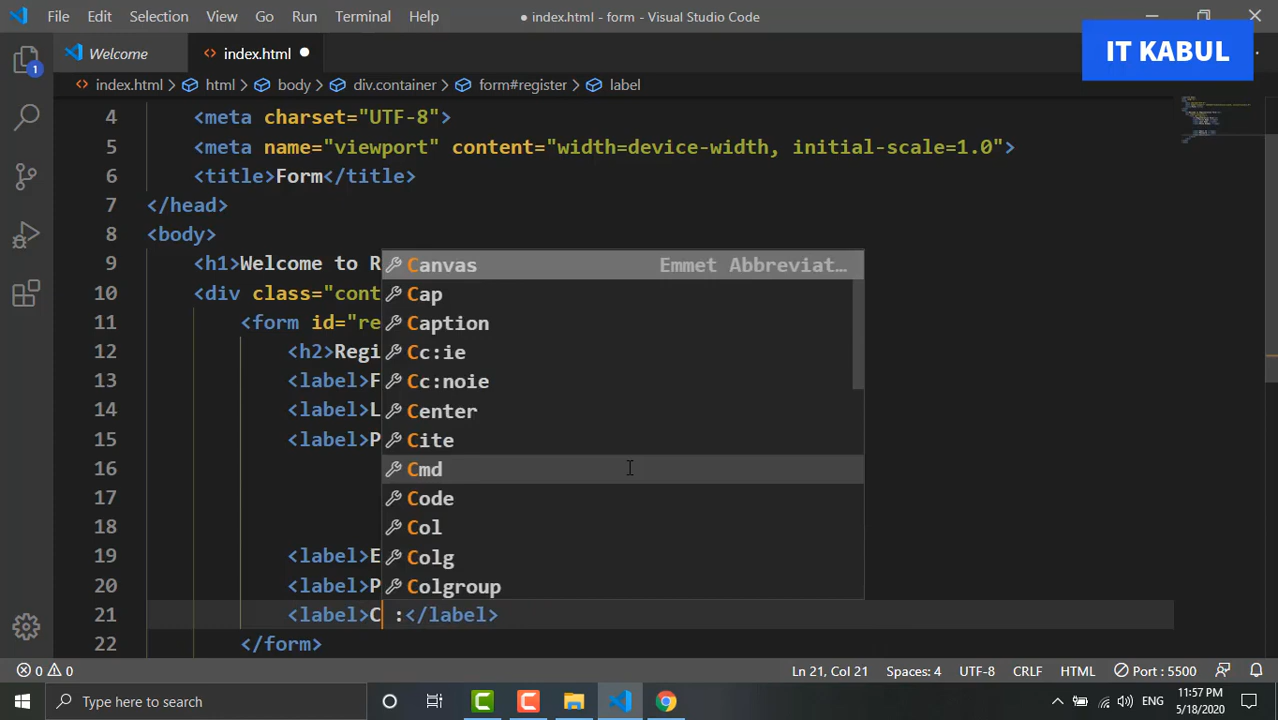 File Edit Selection View Go Run Terminal Help
● index.html - form - Visual Studio Code
IT KABUL
Welcome
<> index.html ●
1
<> index.html > html > body > div.container > form#register > label
4 <meta charset="UTF-8">
5 <meta name="viewport" content="width=device-width, initial-scale=1.0">
6 <title>Form</title>
7 </head>
8 <body>
9 <h1>Welcome to R
10 <div class="cont
11 <form id="re
12 <h2>Regi
13 <label>F
14 <label>L
15 <label>P
16
17
18
19 <label>E
20 <label>P
21 <label>C :</label>
22 </form>
Canvas Emmet Abbreviat…
Cap
Caption
Cc:ie
Cc:noie
Center
Cite
Cmd
Code
Col
Colg
Colgroup
0 0 Ln 21, Col 21 Spaces: 4 UTF-8 CRLF HTML Port : 5500
Type here to search
ENG
11:57 PM
5/18/2020